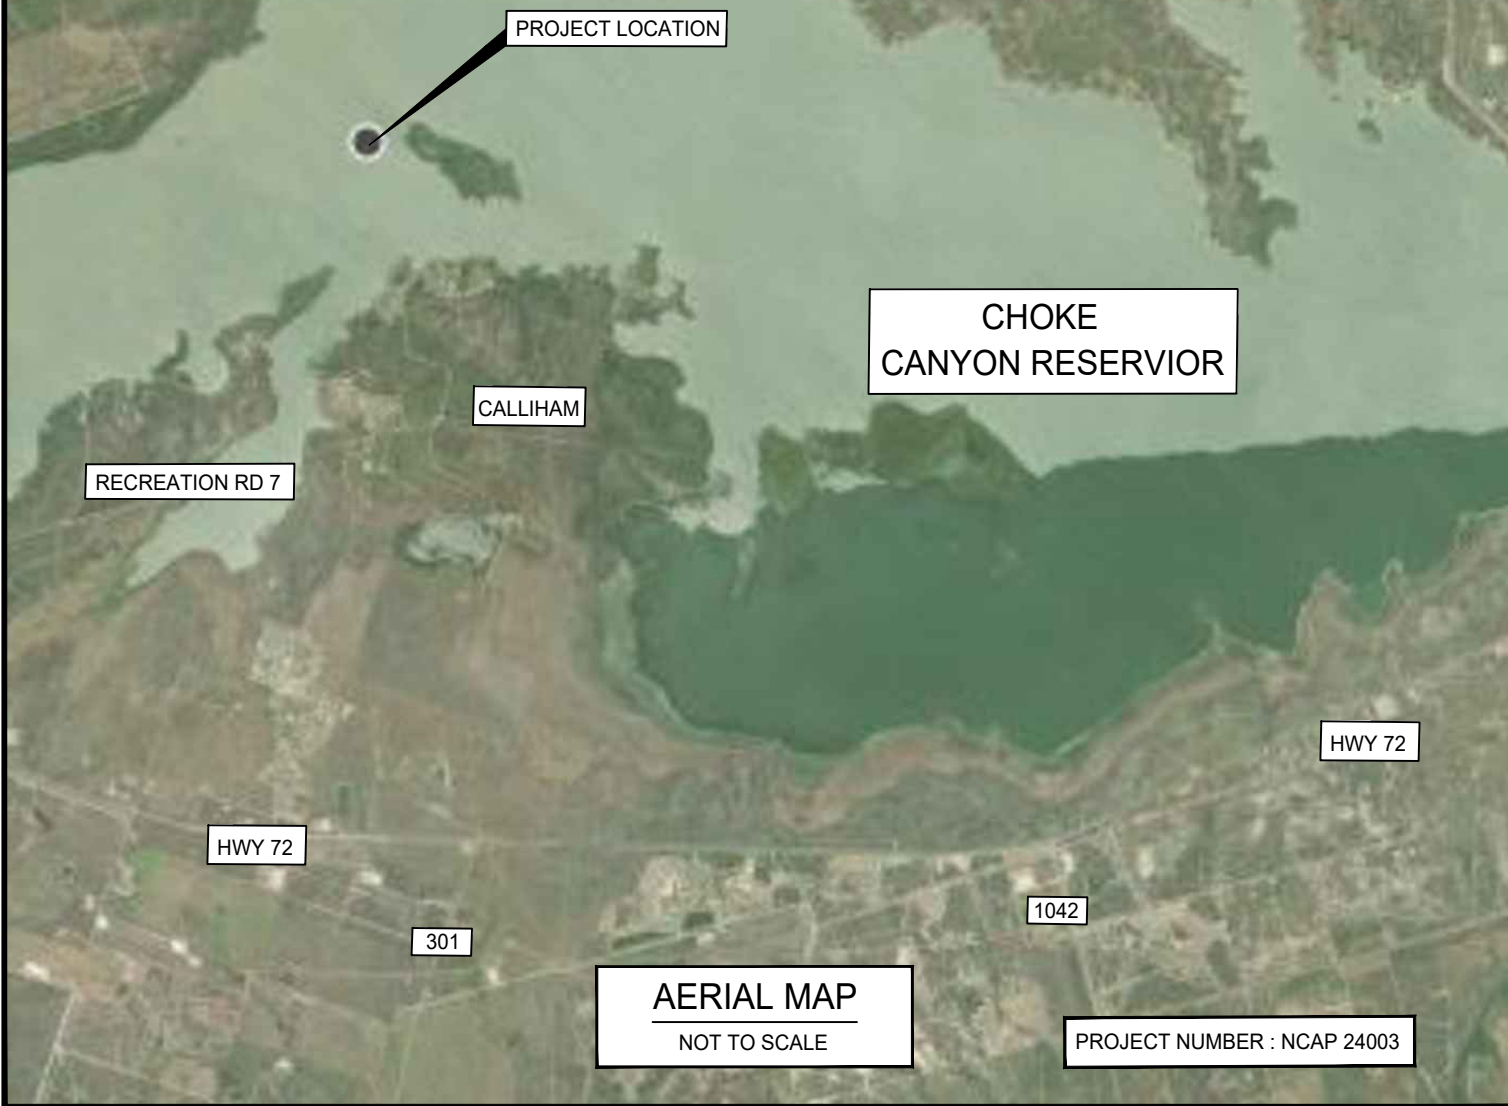 PROJECT LOCATION
CHOKE
CANYON RESERVIOR
CALLIHAM
RECREATION RD 7
HWY 72
HWY 72
1042
301
AERIAL MAP
NOT TO SCALE
PROJECT NUMBER : NCAP 24003